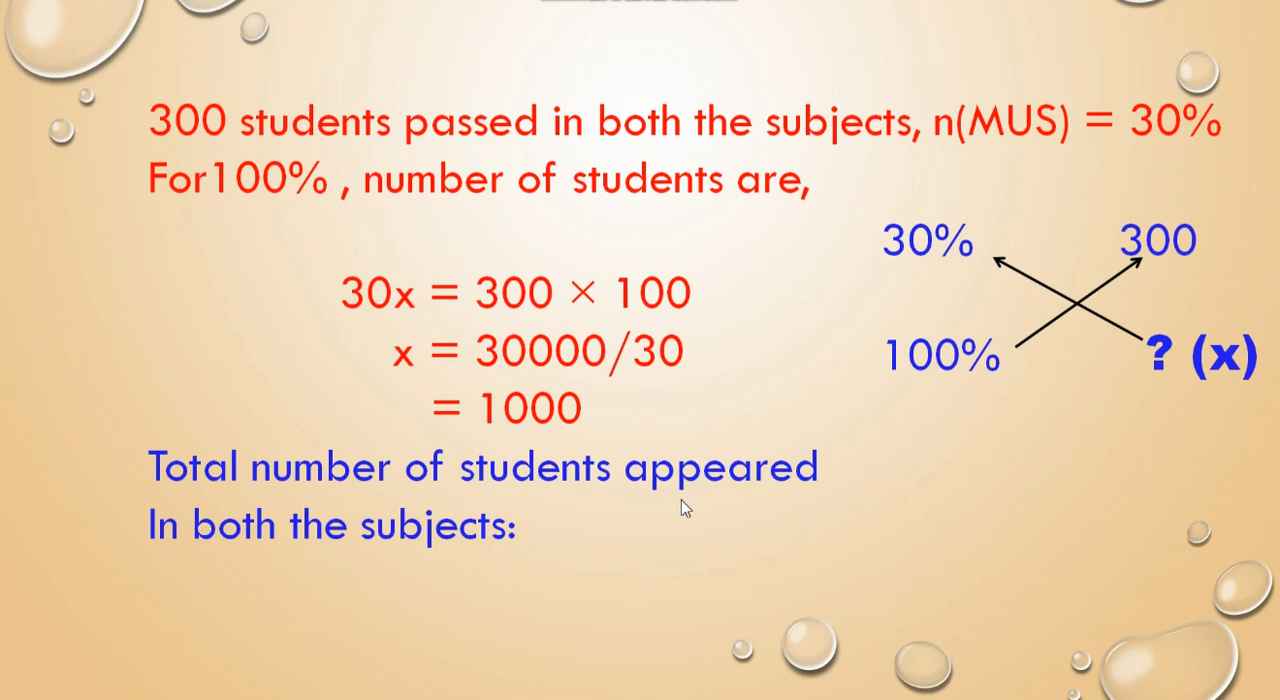 300 students passed in both the subjects, n(MUS) = 30%
For100% , number of students are,
30% 300
30x = 300 × 100
x = 30000/30
100% ? (x)
= 1000
Total number of students appeared
In both the subjects: